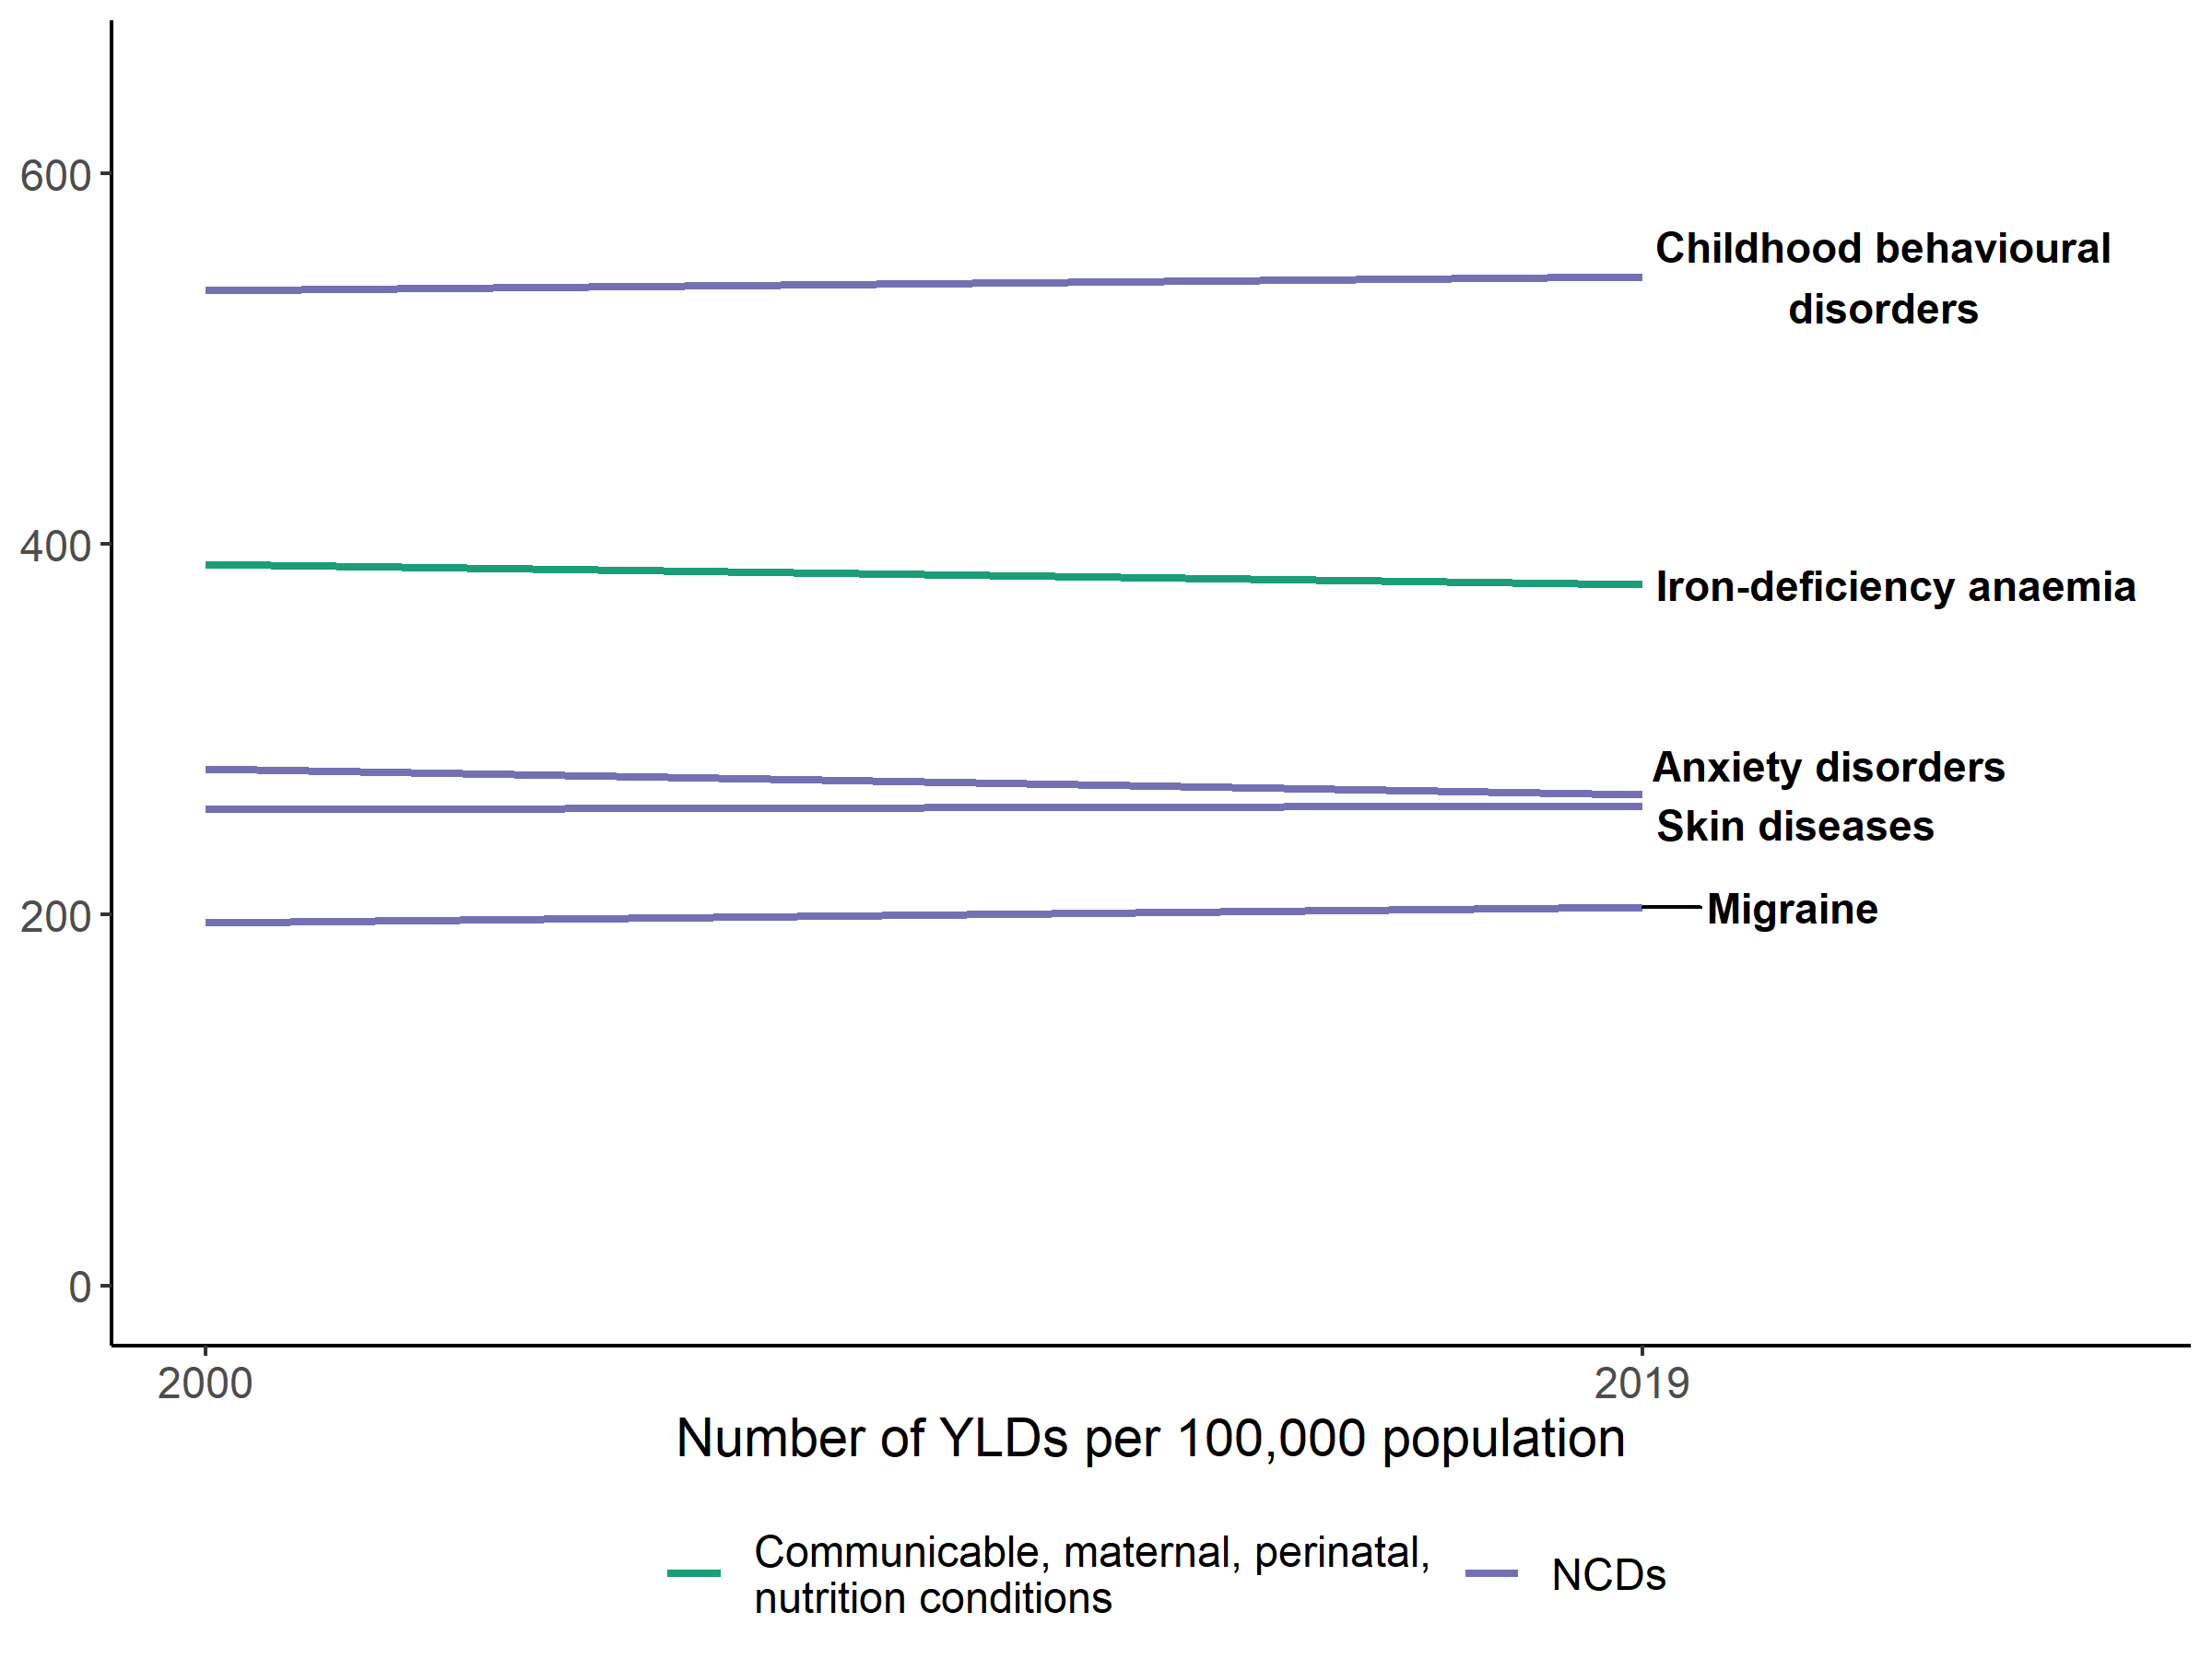 600
400
200
0
2000
2019
Childhood behavioural
disorders
Iron-deficiency anaemia
Anxiety disorders
Skin diseases
Migraine
Number of YLDs per 100,000 population
Communicable, maternal, perinatal,
nutrition conditions
NCDs